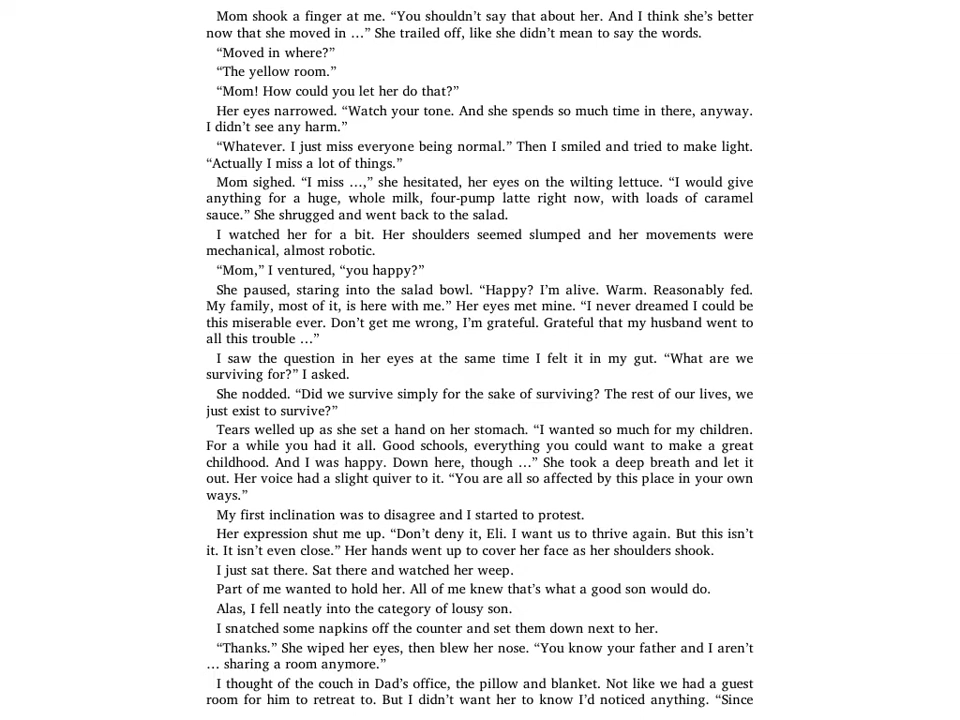 Mom shook a finger at me. “You shouldn’t say that about her. And I think she’s better
now that she moved in …” She trailed off, like she didn’t mean to say the words.
“Moved in where?”
“The yellow room.”
“Mom! How could you let her do that?”
Her eyes narrowed. “Watch your tone. And she spends so much time in there, anyway.
I didn’t see any harm.”
“Whatever. I just miss everyone being normal.” Then I smiled and tried to make light.
“Actually I miss a lot of things.”
Mom sighed. “I miss …,” she hesitated, her eyes on the wilting lettuce. “I would give
anything for a huge, whole milk, four-pump latte right now, with loads of caramel
sauce.” She shrugged and went back to the salad.
I watched her for a bit. Her shoulders seemed slumped and her movements were
mechanical, almost robotic.
“Mom,” I ventured, “you happy?”
She paused, staring into the salad bowl. “Happy? I’m alive. Warm. Reasonably fed.
My family, most of it, is here with me.” Her eyes met mine. “I never dreamed I could be
this miserable ever. Don’t get me wrong, I’m grateful. Grateful that my husband went to
all this trouble …”
I saw the question in her eyes at the same time I felt it in my gut. “What are we
surviving for?” I asked.
She nodded. “Did we survive simply for the sake of surviving? The rest of our lives, we
just exist to survive?”
Tears welled up as she set a hand on her stomach. “I wanted so much for my children.
For a while you had it all. Good schools, everything you could want to make a great
childhood. And I was happy. Down here, though …” She took a deep breath and let it
out. Her voice had a slight quiver to it. “You are all so affected by this place in your own
ways.”
My first inclination was to disagree and I started to protest.
Her expression shut me up. “Don’t deny it, Eli. I want us to thrive again. But this isn’t
it. It isn’t even close.” Her hands went up to cover her face as her shoulders shook.
I just sat there. Sat there and watched her weep.
Part of me wanted to hold her. All of me knew that’s what a good son would do.
Alas, I fell neatly into the category of lousy son.
I snatched some napkins off the counter and set them down next to her.
“Thanks.” She wiped her eyes, then blew her nose. “You know your father and I aren’t
… sharing a room anymore.”
I thought of the couch in Dad’s office, the pillow and blanket. Not like we had a guest
room for him to retreat to. But I didn’t want her to know I’d noticed anything. “Since